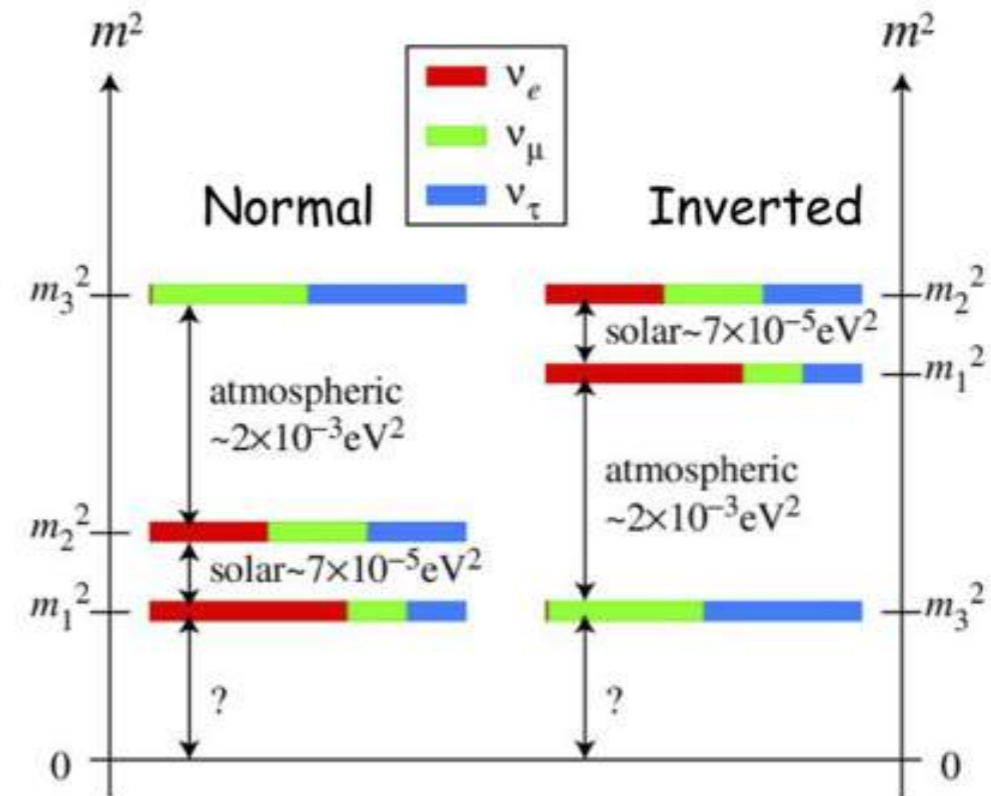 m²
m²
νₑ
ν_μ
ν_τ
Normal
Inverted
m₃²
m₂²
solar~7×10⁻⁵eV²
m₁²
atmospheric
~2×10⁻³eV²
atmospheric
~2×10⁻³eV²
m₂²
solar~7×10⁻⁵eV²
m₁²
m₃²
?
?
0
0